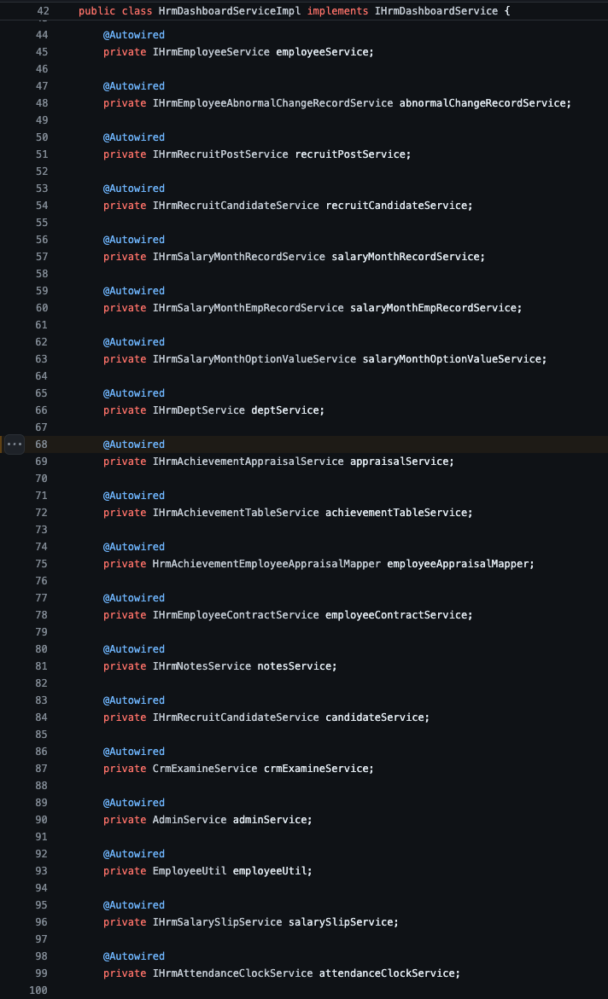 42 public class HrmDashboardServiceImpl implements IHrmDashboardService {
44 @Autowired
45 private IHrmEmployeeService employeeService;
46
47 @Autowired
48 private IHrmEmployeeAbnormalChangeRecordService abnormalChangeRecordService;
49
50 @Autowired
51 private IHrmRecruitPostService recruitPostService;
52
53 @Autowired
54 private IHrmRecruitCandidateService recruitCandidateService;
55
56 @Autowired
57 private IHrmSalaryMonthRecordService salaryMonthRecordService;
58
59 @Autowired
60 private IHrmSalaryMonthEmpRecordService salaryMonthEmpRecordService;
61
62 @Autowired
63 private IHrmSalaryMonthOptionValueService salaryMonthOptionValueService;
64
65 @Autowired
66 private IHrmDeptService deptService;
67
68 @Autowired
69 private IHrmAchievementAppraisalService appraisalService;
70
71 @Autowired
72 private IHrmAchievementTableService achievementTableService;
73
74 @Autowired
75 private HrmAchievementEmployeeAppraisalMapper employeeAppraisalMapper;
76
77 @Autowired
78 private IHrmEmployeeContractService employeeContractService;
79
80 @Autowired
81 private IHrmNotesService notesService;
82
83 @Autowired
84 private IHrmRecruitCandidateService candidateService;
85
86 @Autowired
87 private CrmExamineService crmExamineService;
88
89 @Autowired
90 private AdminService adminService;
91
92 @Autowired
93 private EmployeeUtil employeeUtil;
94
95 @Autowired
96 private IHrmSalarySlipService salarySlipService;
97
98 @Autowired
99 private IHrmAttendanceClockService attendanceClockService;
100